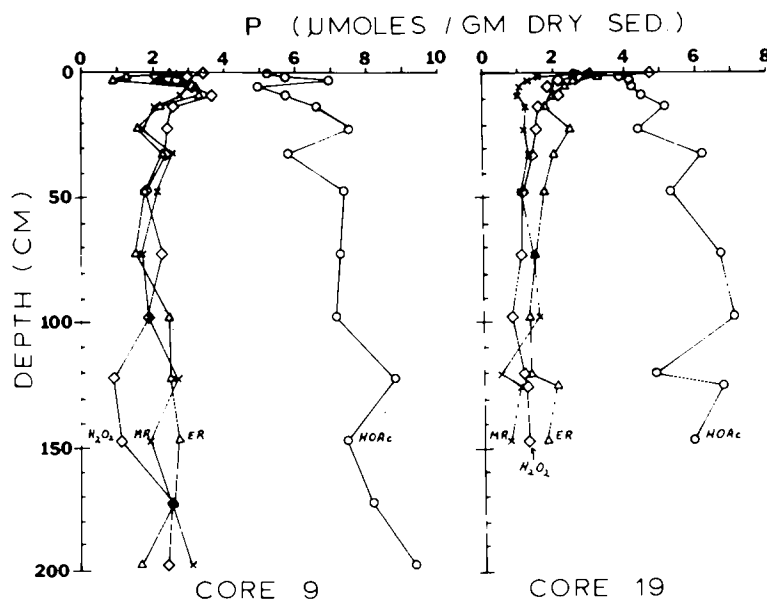 P (μMOLES / GM DRY SED.)
0 2 4 6 8 10
0 2 4 6 8
0
50
100
150
200
DEPTH (CM)
H₂O₂ MR ER HOAc
MR ER HOAc
H₂O₂
CORE 9 CORE 19